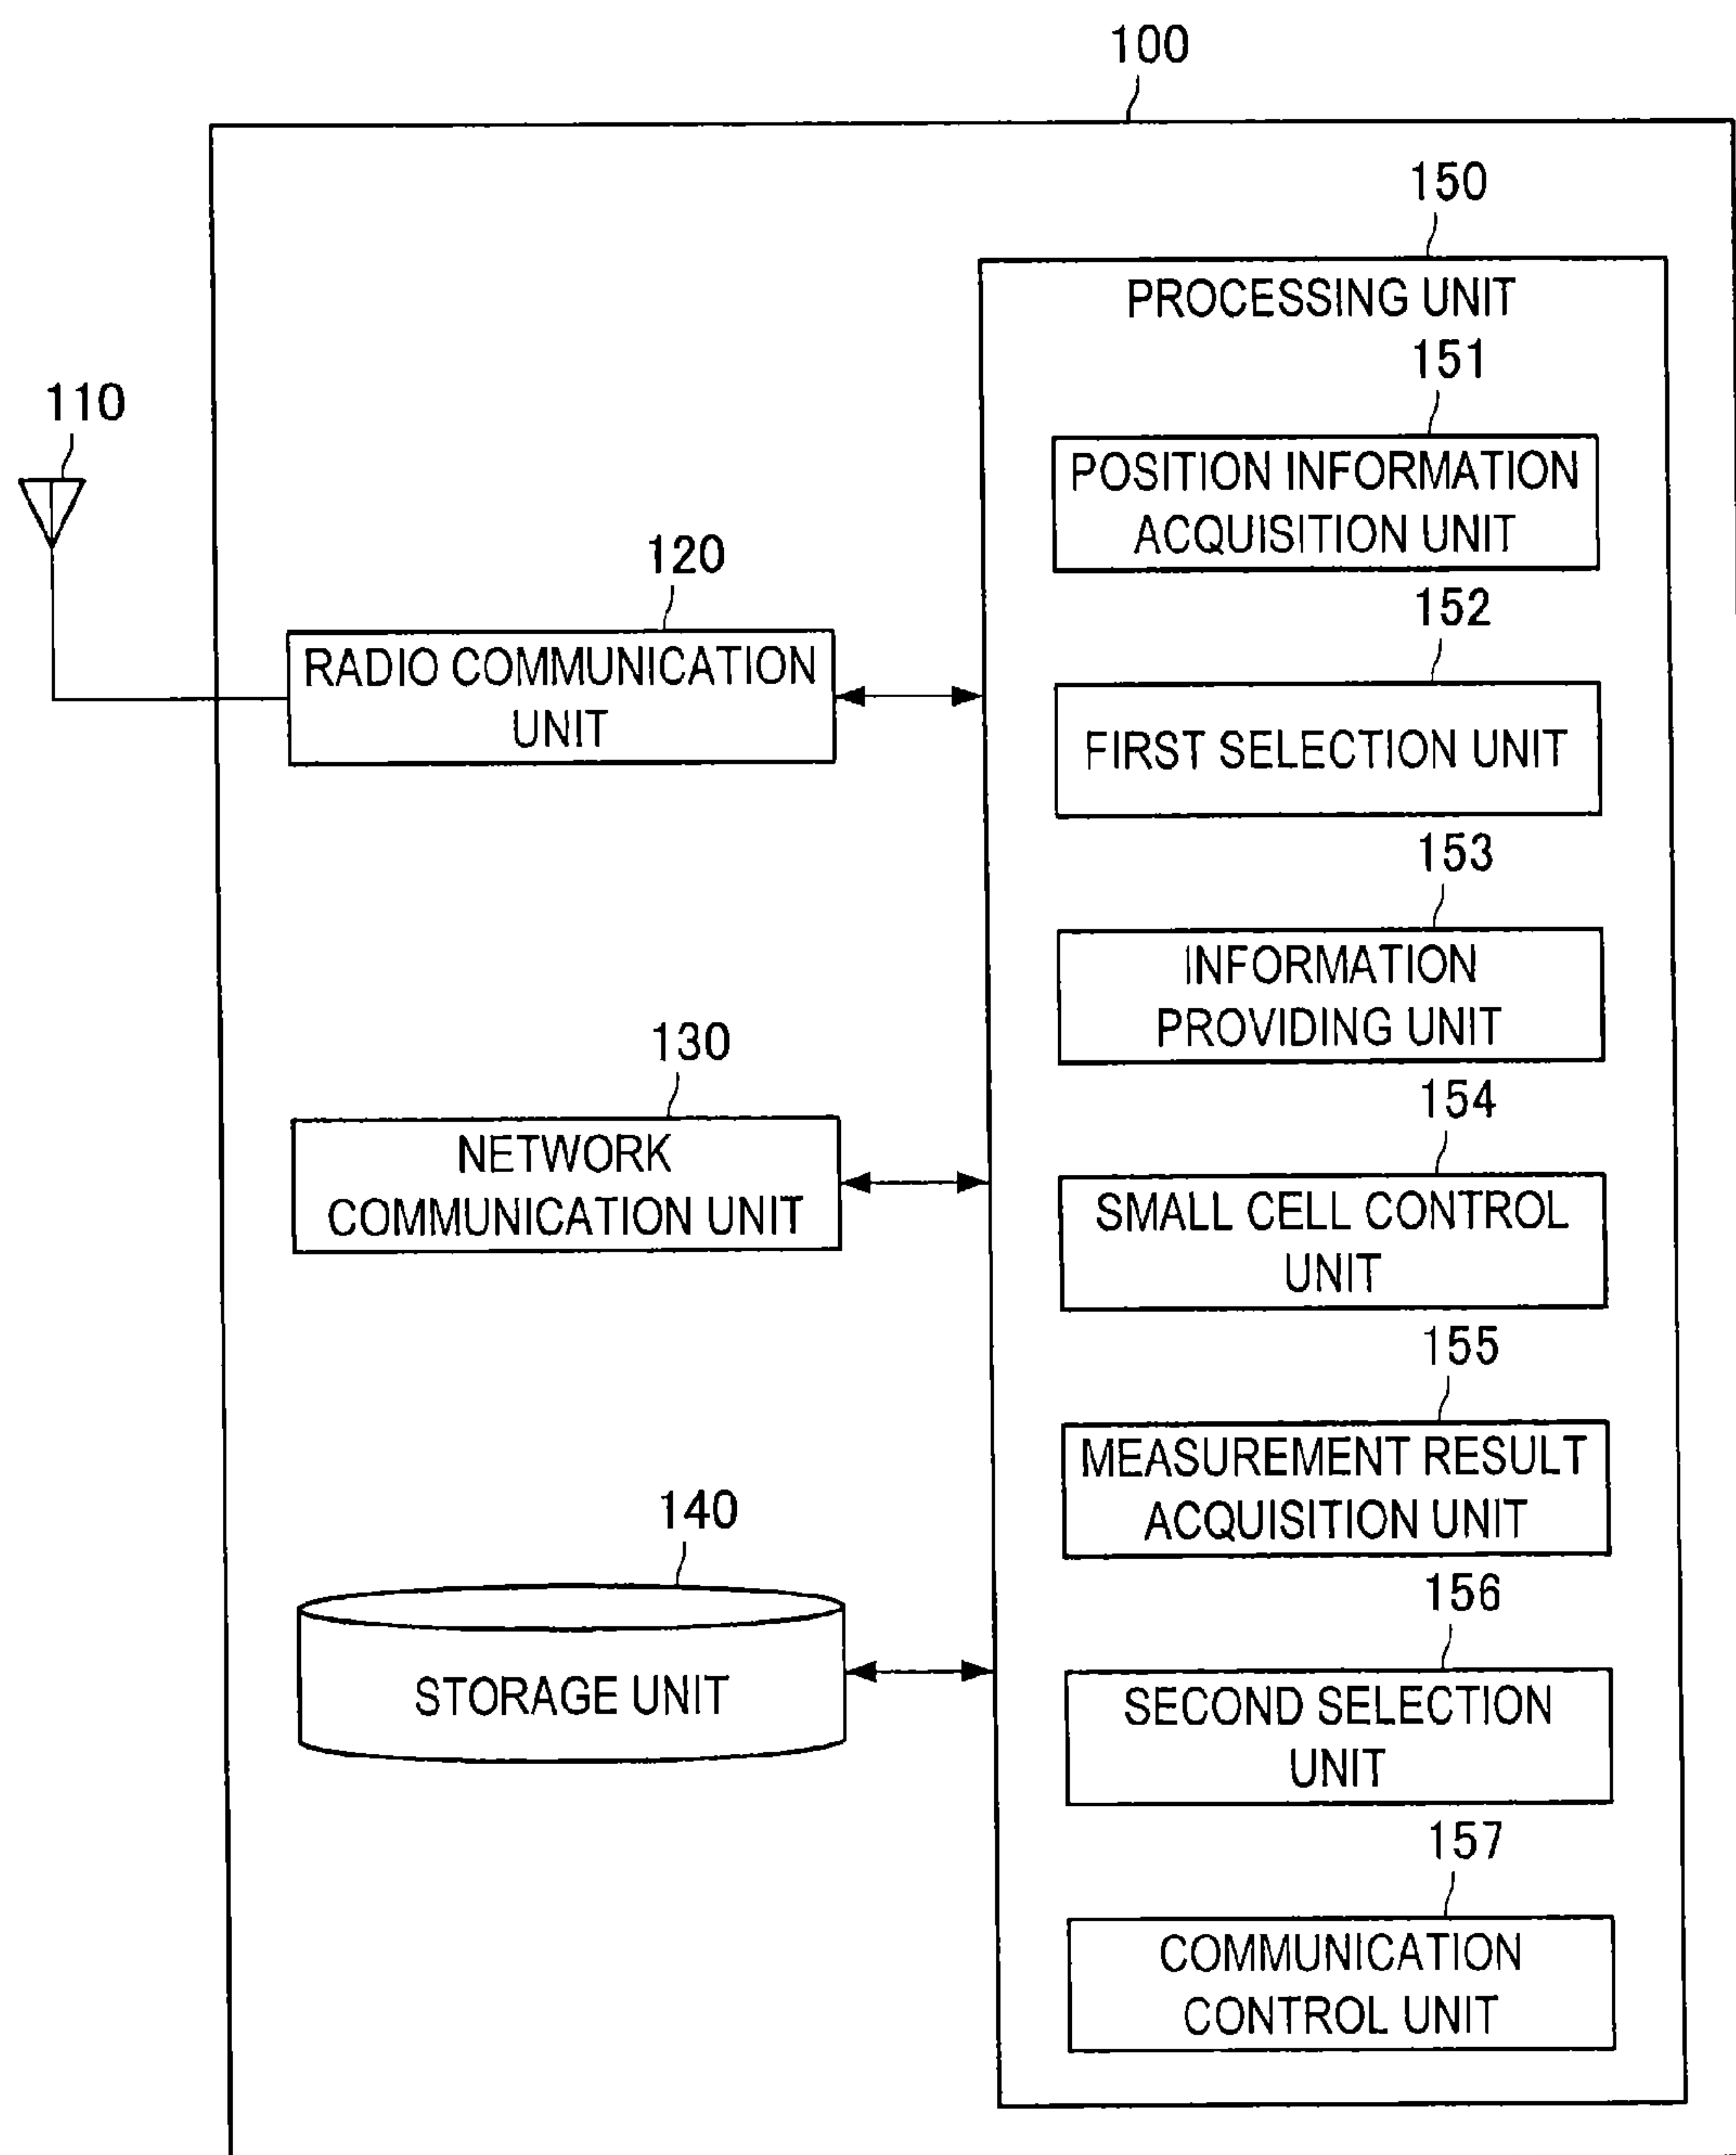 100
150
PROCESSING UNIT
151
POSITION INFORMATION
ACQUISITION UNIT
110
120
RADIO COMMUNICATION
UNIT
152
FIRST SELECTION UNIT
153
INFORMATION
PROVIDING UNIT
130
NETWORK
COMMUNICATION UNIT
154
SMALL CELL CONTROL
UNIT
155
MEASUREMENT RESULT
ACQUISITION UNIT
140
STORAGE UNIT
156
SECOND SELECTION
UNIT
157
COMMUNICATION
CONTROL UNIT